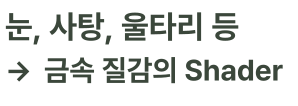 눈, 사탕, 울타리 등
→ 금속 질감의 Shader